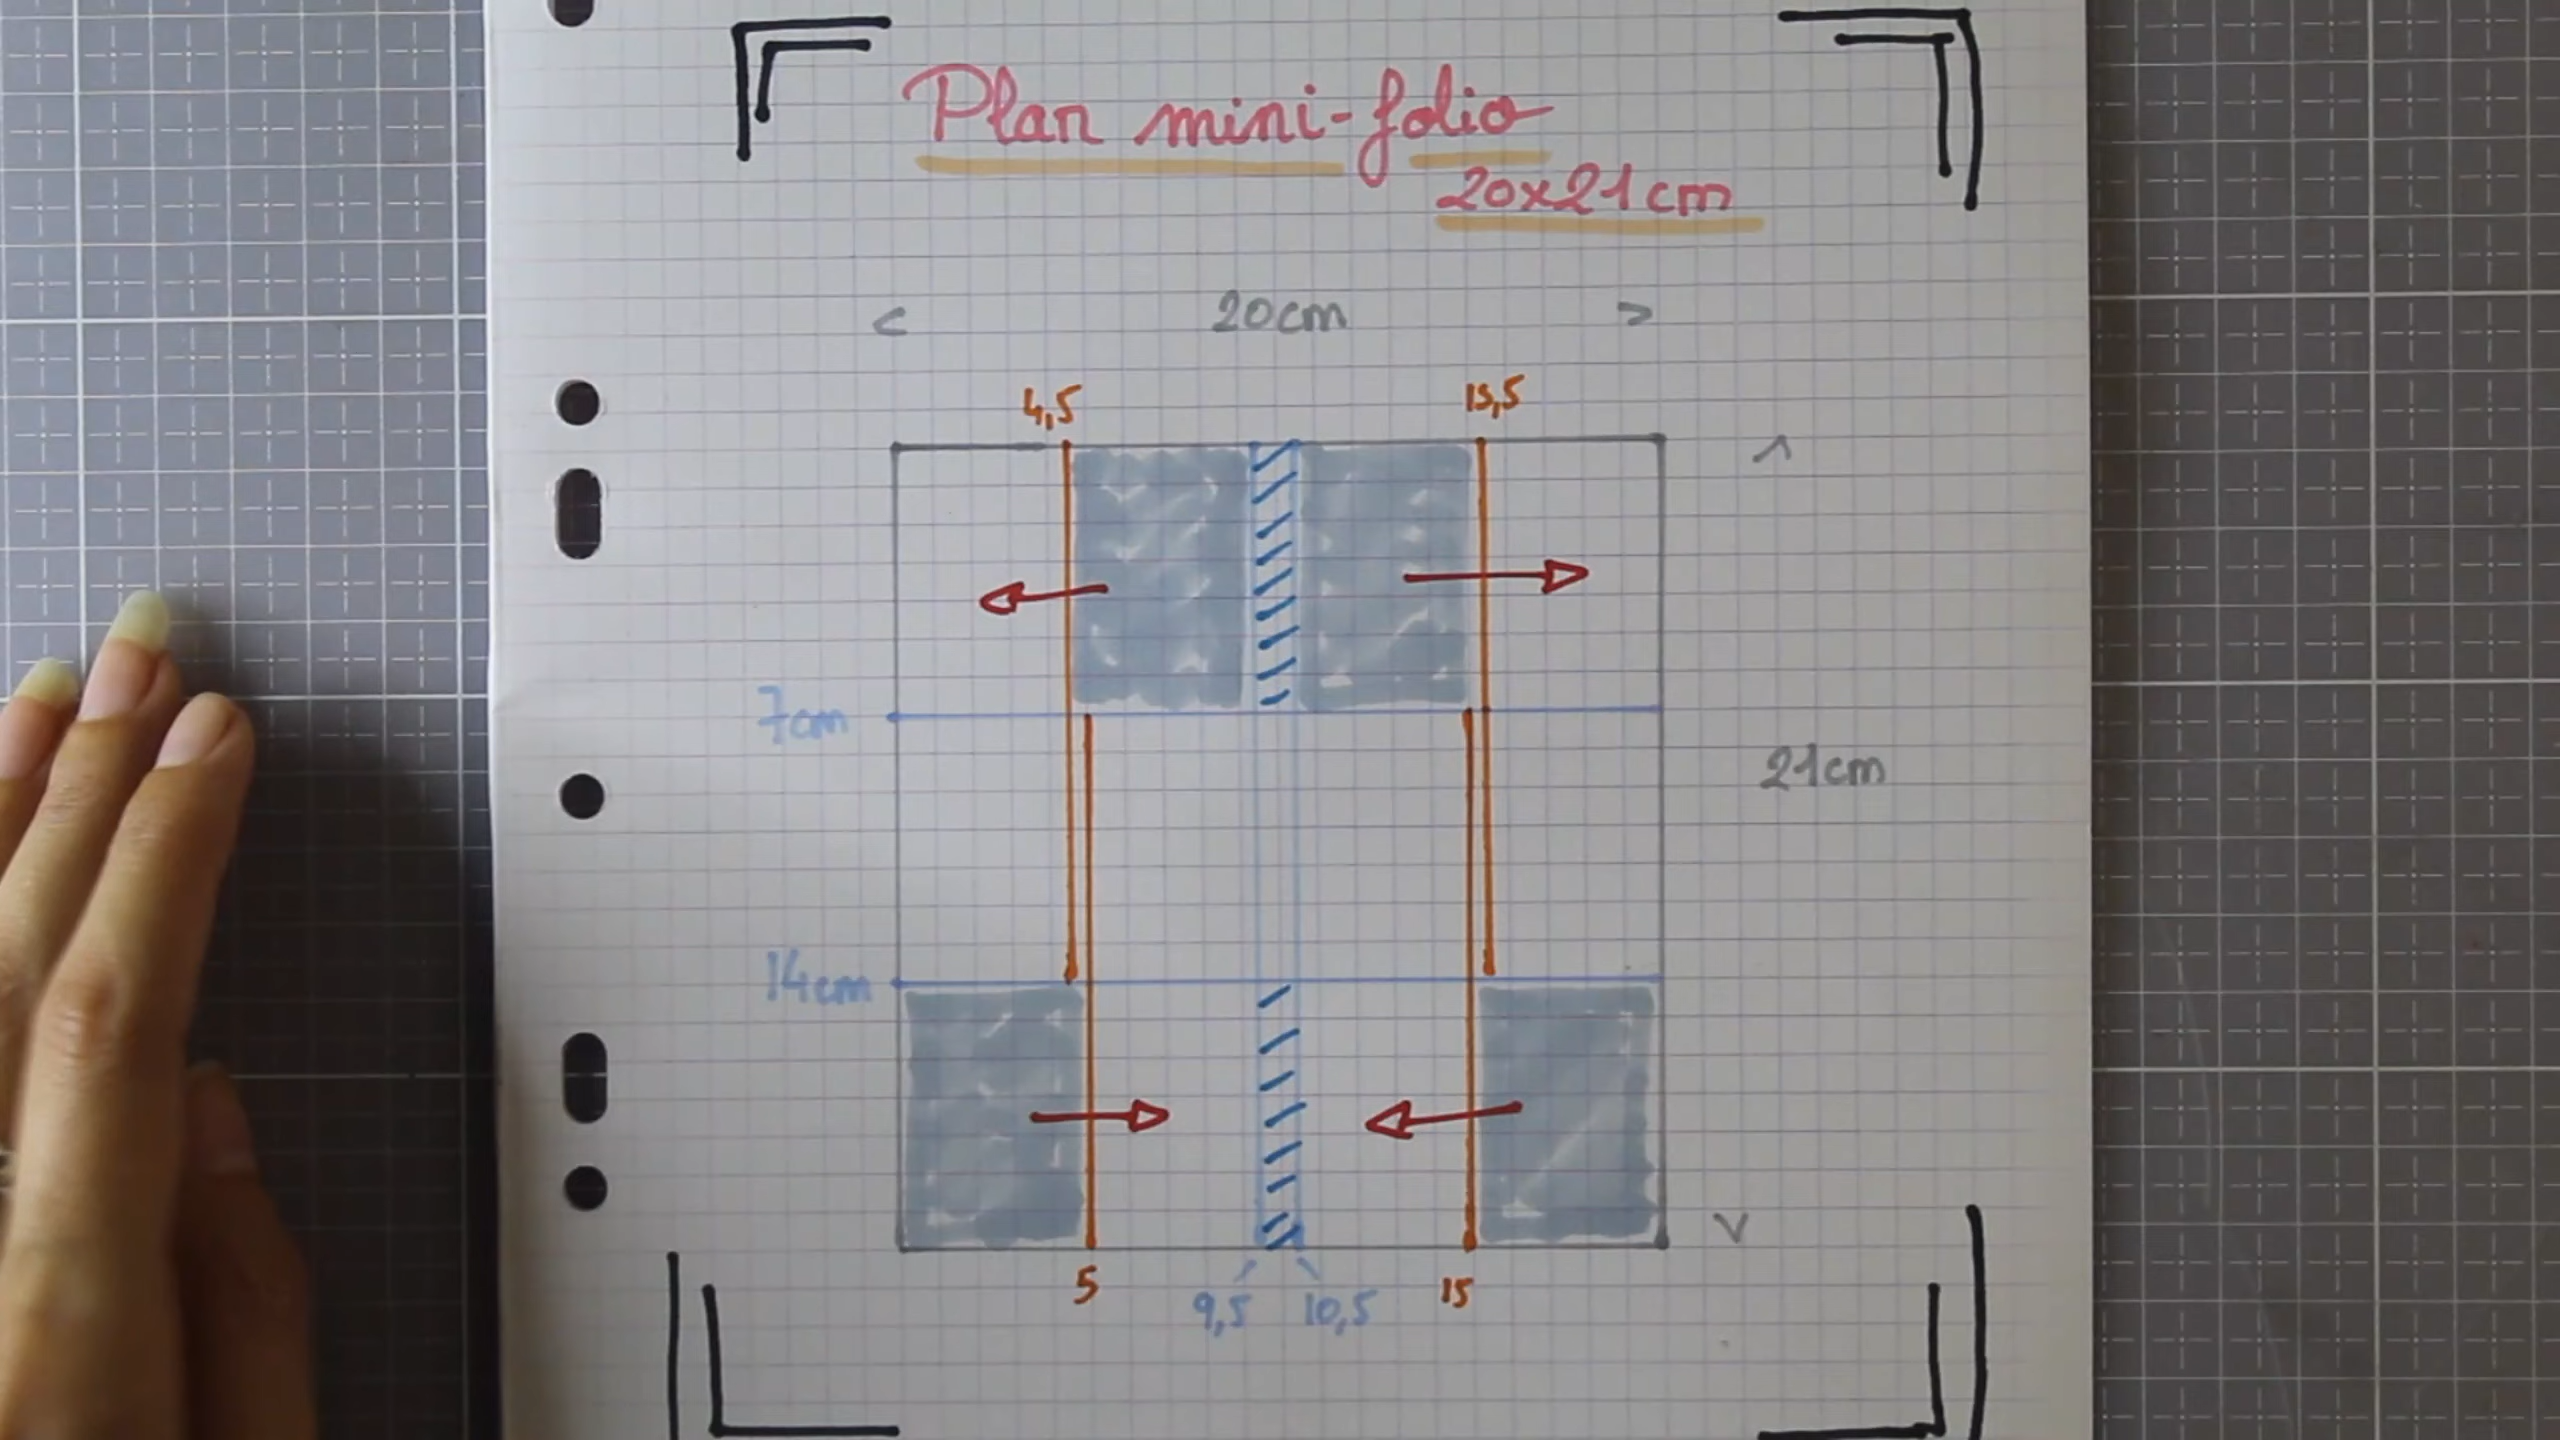 Plan mini-folio
20x21cm
< 20cm >
4,5 15,5
7cm
21cm
14cm
5 9,5 10,5 15